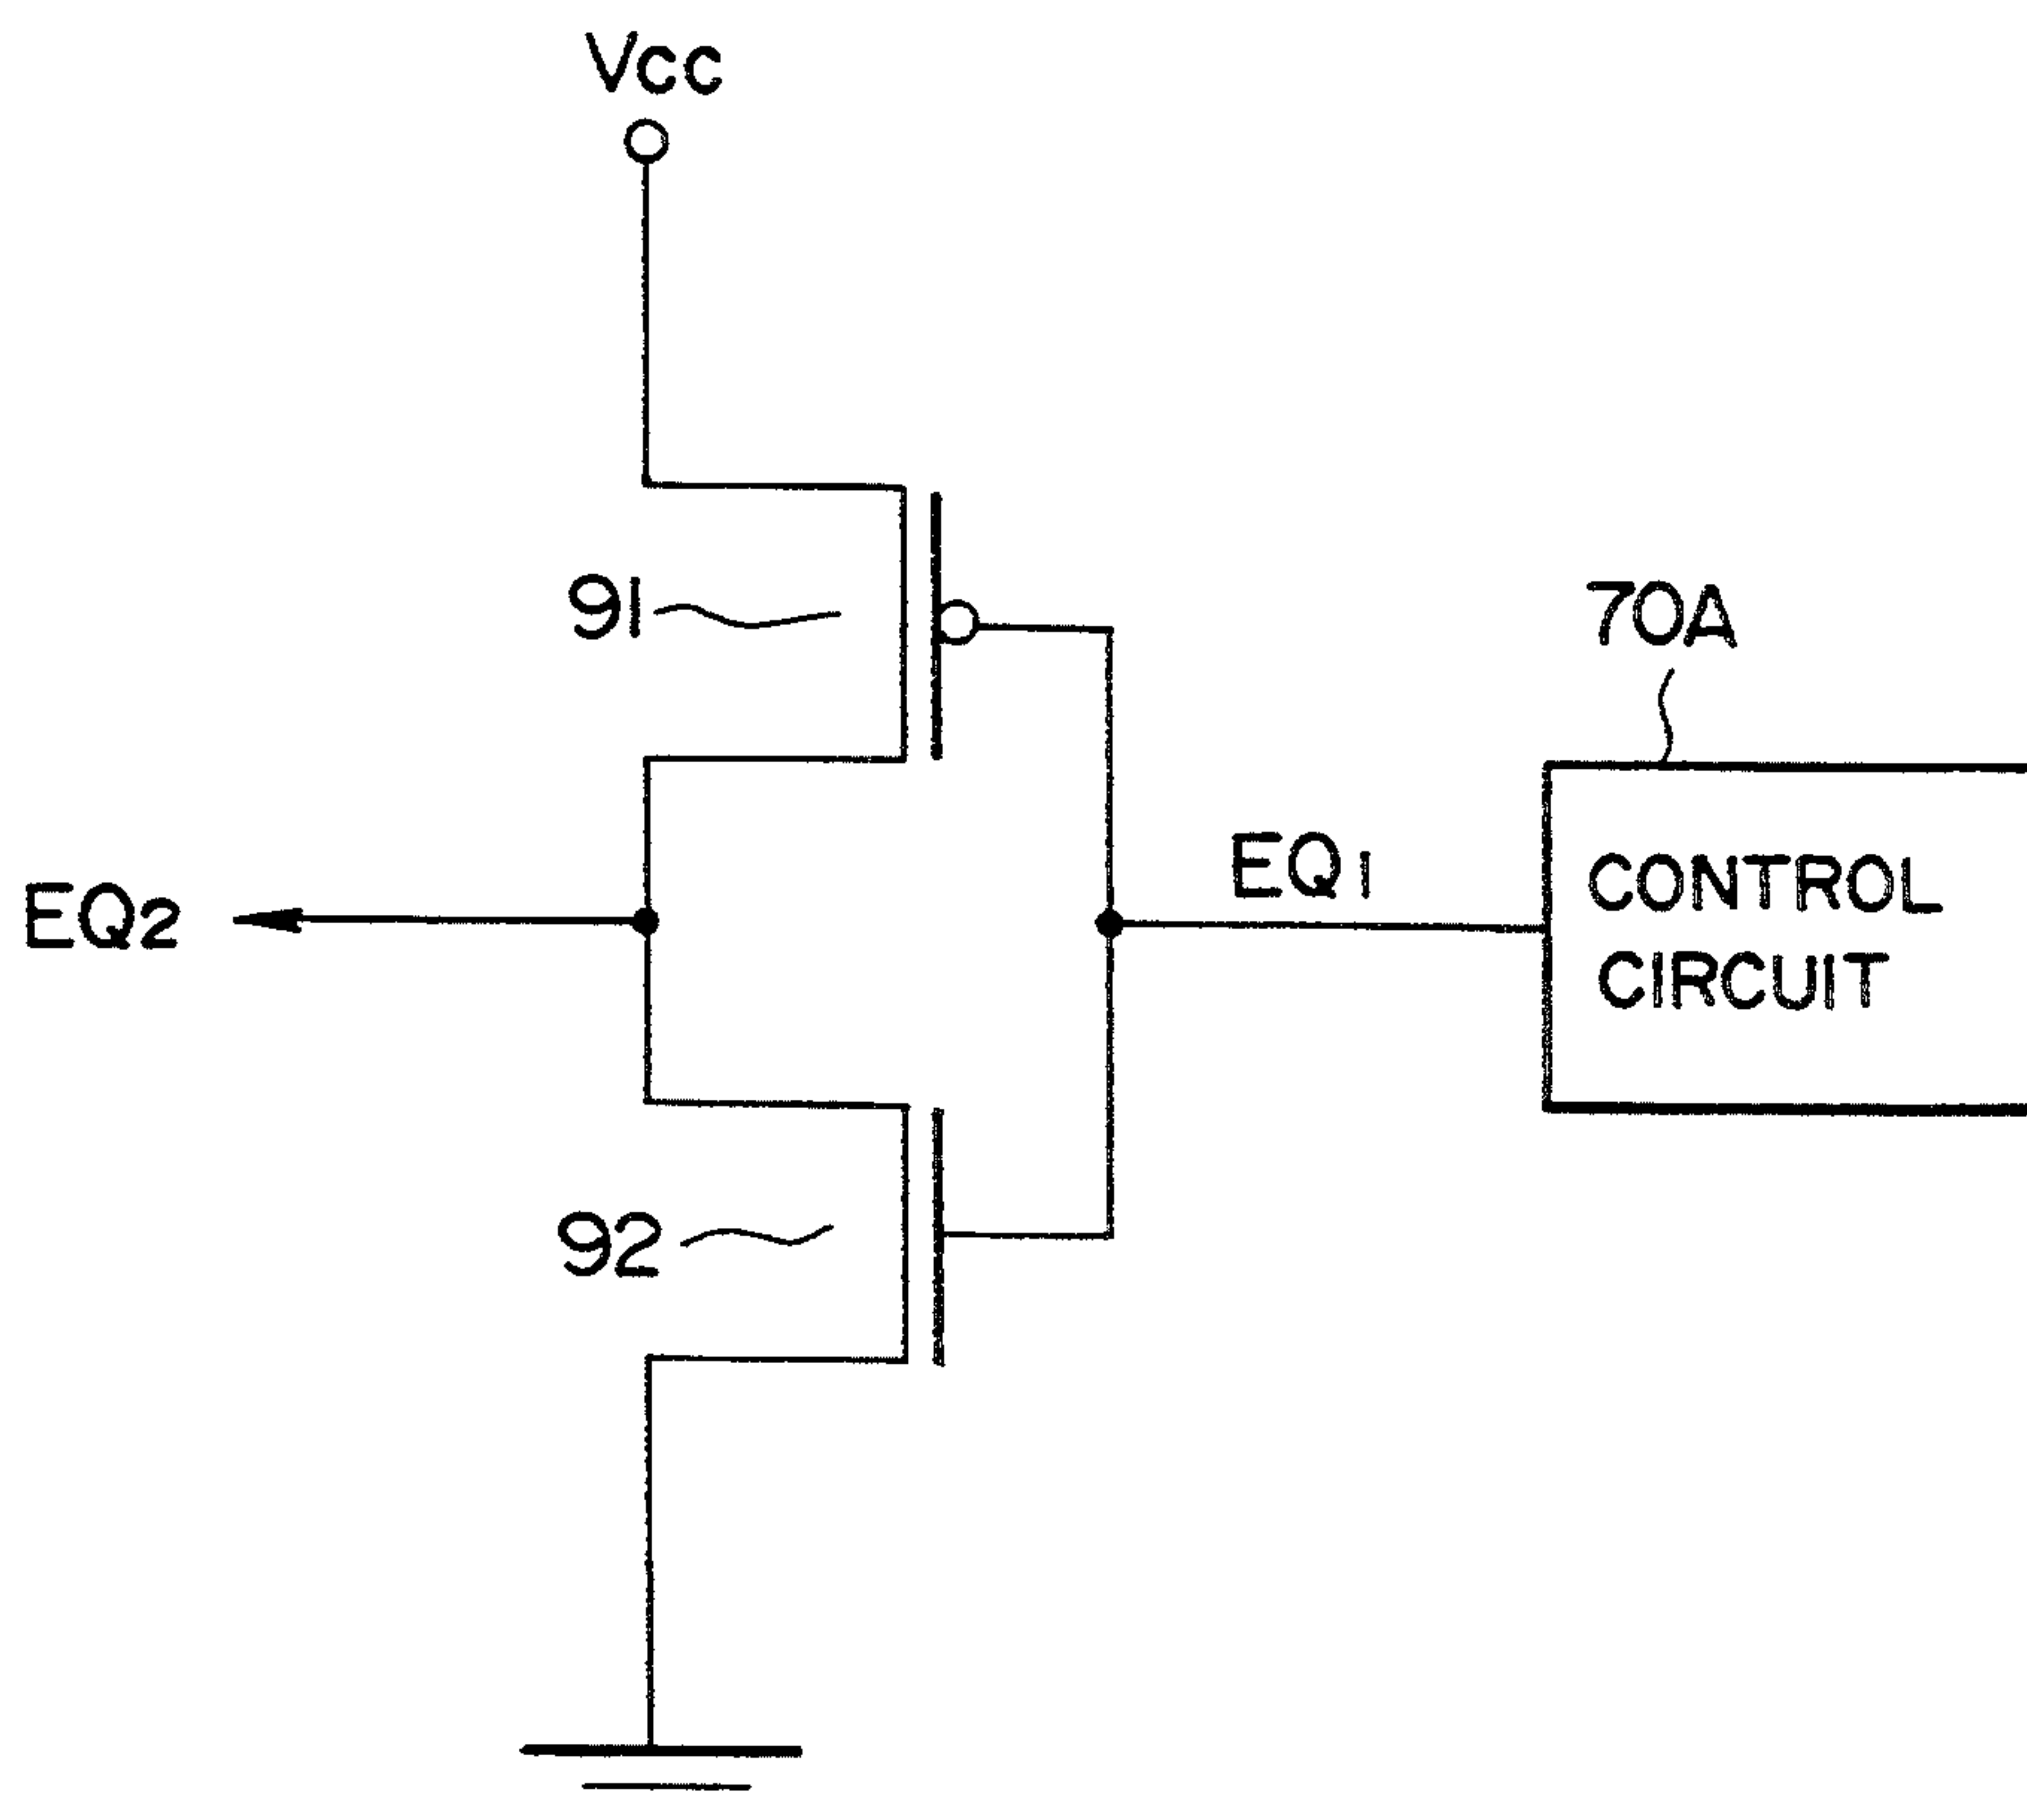 Vcc
91
70A
EQ1
CONTROL
CIRCUIT
EQ2
92